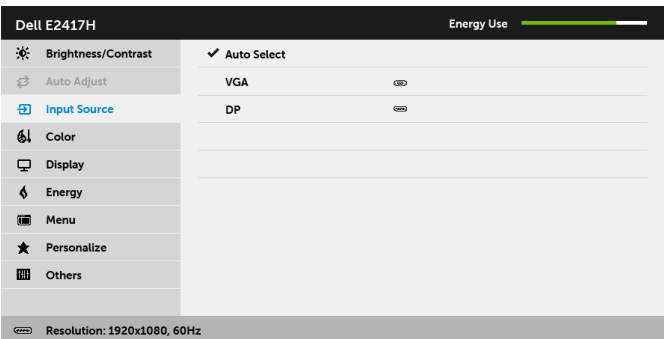 Dell E2417H
Energy Use
Brightness/Contrast
Auto Select
Auto Adjust
VGA
Input Source
DP
Color
Display
Energy
Menu
Personalize
Others
Resolution: 1920x1080, 60Hz